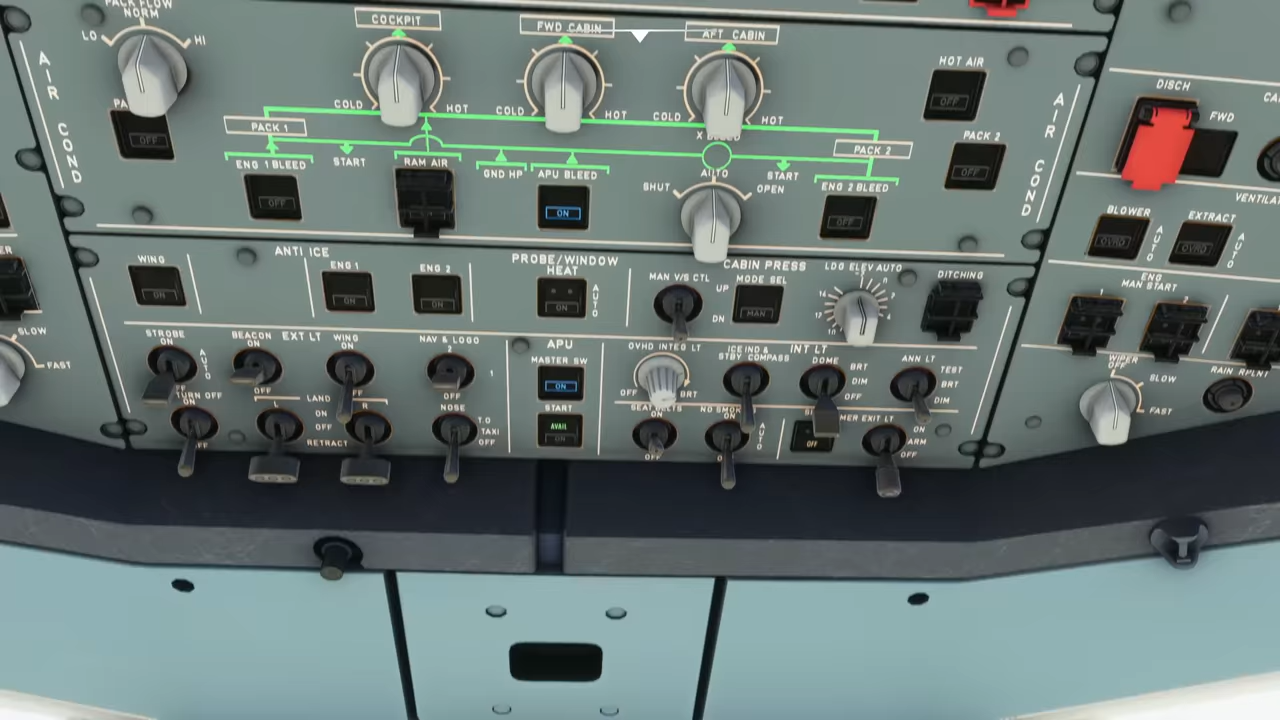 PACK FLOW
NORM
LO
HI
COCKPIT
FWD CABIN
AFT CABIN
HOT AIR
OFF
COLD
HOT
COLD
HOT
COLD
HOT
AIR COND
AIR COND
OFF
PACK 1
PACK 2
PACK 2
OFF
ENG 1 BLEED
START
RAM AIR
GND HP
APU BLEED
AUTO
START
ENG 2 BLEED
SHUT
OPEN
OFF
ON
OFF
DISCH
FWD
BLOWER
EXTRACT
OVRD
AUTO
OVRD
AUTO
ENG
MAN START
1
2
WIPER
OFF
SLOW
FAST
RAIN RPLNT
SLOW
FAST
WING
ANTI ICE
ENG 1
ENG 2
ON
ON
ON
PROBE/WINDOW
HEAT
AUTO
ON
CABIN PRESS
MAN V/S CTL
UP
DN
MODE SEL
MAN
LDG ELEV AUTO
DITCHING
STROBE
ON
AUTO
OFF
BEACON
ON
OFF
EXT LT
WING
ON
OFF
NAV & LOGO
2
1
OFF
TURN OFF
ON
OFF
LAND
L
R
ON
OFF
RETRACT
NOSE
T.O
TAXI
OFF
APU
MASTER SW
ON
START
AVAIL
ON
OVHD INTEG LT
OFF
BRT
ICE IND &
STBY COMPASS
INT LT
DOME
BRT
DIM
OFF
ANN LT
TEST
BRT
DIM
SEAT BELTS
OFF
ON
AUTO
OFF
EXIT LT
ON
ARM
OFF